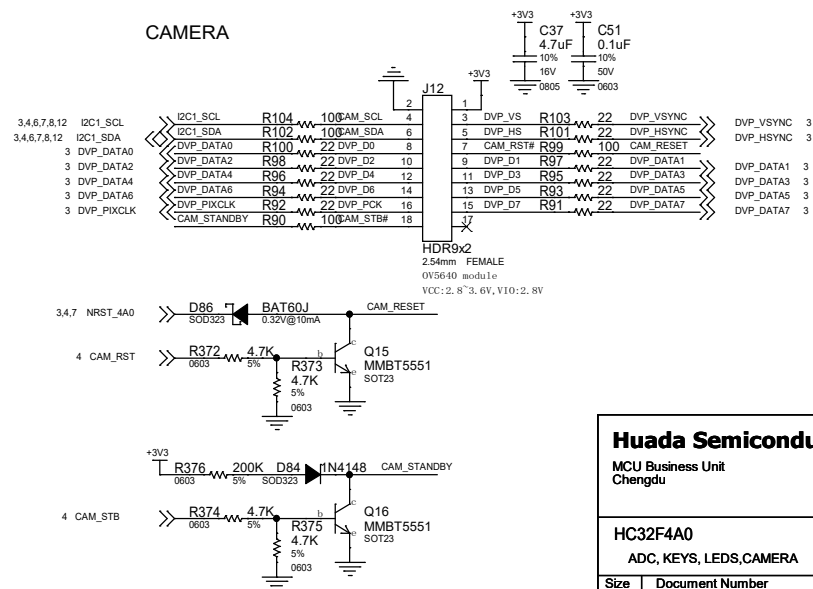 CAMERA
+3V3 +3V3
C37 C51
4.7uF 0.1uF
10% 10%
16V 50V
0805 0603
J12 +3V3
2 1
3,4,6,7,8,12 I2C1_SCL I2C1_SCL R104 100 CAM_SCL 4 3 DVP_VS R103 22 DVP_VSYNC DVP_VSYNC 3
3,4,6,7,8,12 I2C1_SDA I2C1_SDA R102 100 CAM_SDA 6 5 DVP_HS R101 22 DVP_HSYNC DVP_HSYNC 3
3 DVP_DATA0 DVP_DATA0 R100 22 DVP_D0 8 7 CAM_RST# R99 100 CAM_RESET
3 DVP_DATA2 DVP_DATA2 R98 22 DVP_D2 10 9 DVP_D1 R97 22 DVP_DATA1 DVP_DATA1 3
3 DVP_DATA4 DVP_DATA4 R96 22 DVP_D4 12 11 DVP_D3 R95 22 DVP_DATA3 DVP_DATA3 3
3 DVP_DATA6 DVP_DATA6 R94 22 DVP_D6 14 13 DVP_D5 R93 22 DVP_DATA5 DVP_DATA5 3
3 DVP_PIXCLK DVP_PIXCLK R92 22 DVP_PCK 16 15 DVP_D7 R91 22 DVP_DATA7 DVP_DATA7 3
CAM_STANDBY R90 100 CAM_STB# 18 17
HDR9x2
2.54mm FEMALE
OV5640 module
VCC:2.8~3.6V,VIO:2.8V
3,4,7 NRST_4A0 D86 BAT60J CAM_RESET
SOD323 0.32V@10mA
c
4 CAM_RST R372 4.7K b Q15
0603 5% R373 MMBT5551
4.7K e SOT23
5%
0603
+3V3
R376 200K D84 1N4148 CAM_STANDBY
0603 5% SOD323
c
4 CAM_STB R374 4.7K b Q16
0603 5% R375 MMBT5551
4.7K e SOT23
5%
0603
Huada Semicondu
MCU Business Unit
Chengdu
HC32F4A0
ADC, KEYS, LEDS,CAMERA
Size Document Number